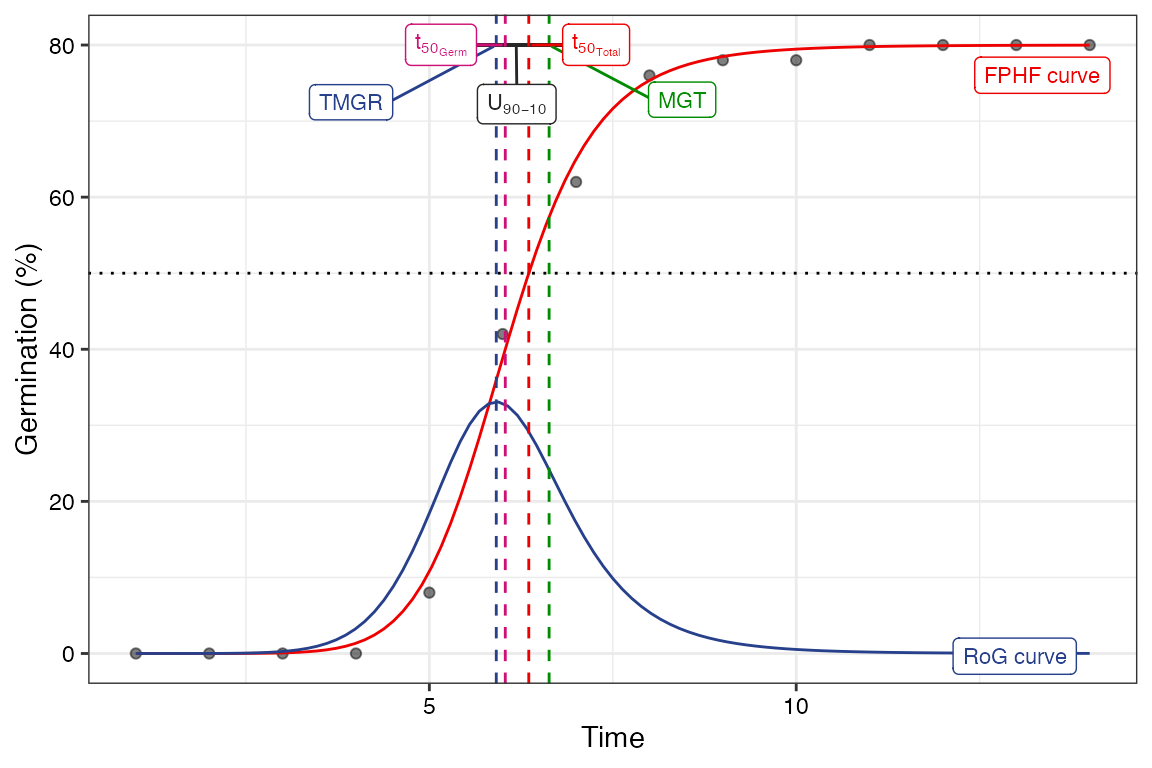 80
60
40
20
0
Germination (%)
t50Germ
t50Total
TMGR
U90−10
MGT
FPHF curve
RoG curve
5
10
Time